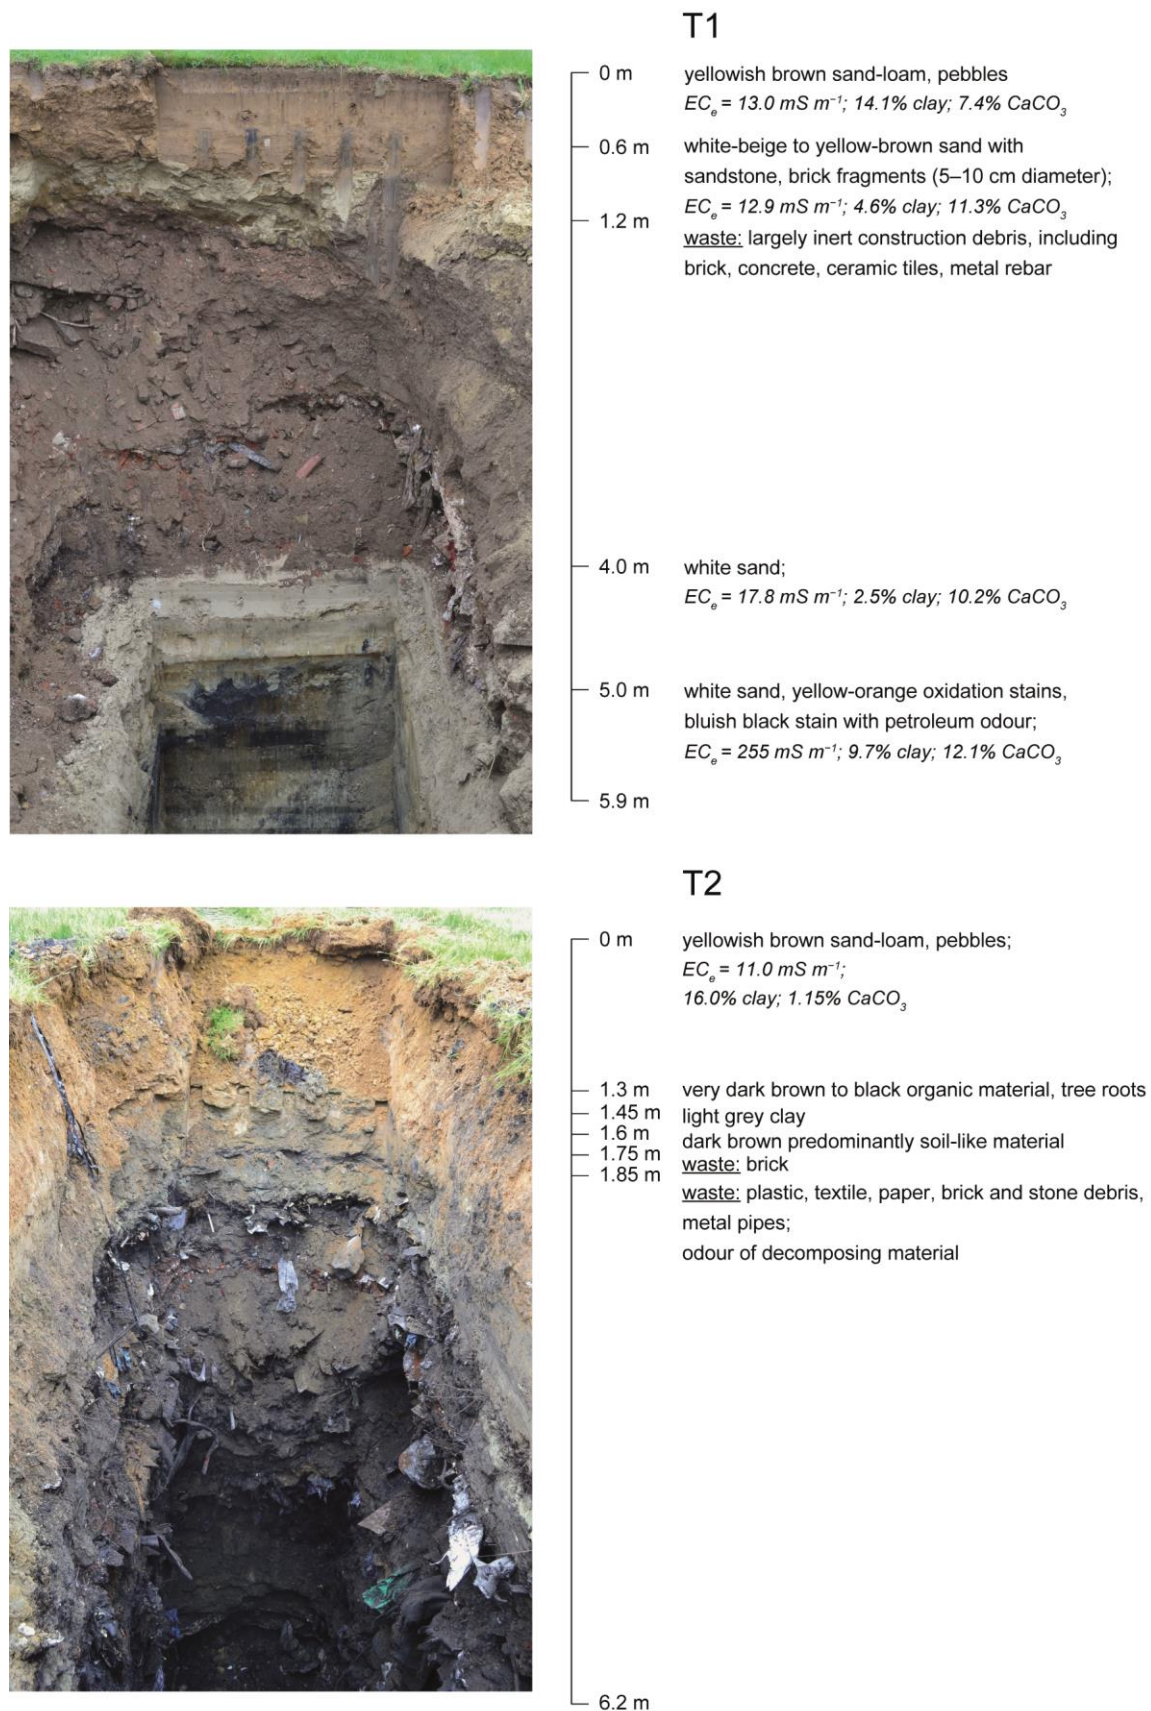 T1
0 m
yellowish brown sand-loam, pebbles
ECₑ = 13.0 mS m⁻¹; 14.1% clay; 7.4% CaCO₃
0.6 m
white-beige to yellow-brown sand with
sandstone, brick fragments (5–10 cm diameter);
ECₑ = 12.9 mS m⁻¹; 4.6% clay; 11.3% CaCO₃
1.2 m
waste: largely inert construction debris, including
brick, concrete, ceramic tiles, metal rebar
4.0 m
white sand;
ECₑ = 17.8 mS m⁻¹; 2.5% clay; 10.2% CaCO₃
5.0 m
white sand, yellow-orange oxidation stains,
bluish black stain with petroleum odour;
ECₑ = 255 mS m⁻¹; 9.7% clay; 12.1% CaCO₃
5.9 m
T2
0 m
yellowish brown sand-loam, pebbles;
ECₑ = 11.0 mS m⁻¹;
16.0% clay; 1.15% CaCO₃
1.3 m
very dark brown to black organic material, tree roots
1.45 m
light grey clay
1.6 m
dark brown predominantly soil-like material
1.75 m
waste: brick
1.85 m
waste: plastic, textile, paper, brick and stone debris,
metal pipes;
odour of decomposing material
6.2 m